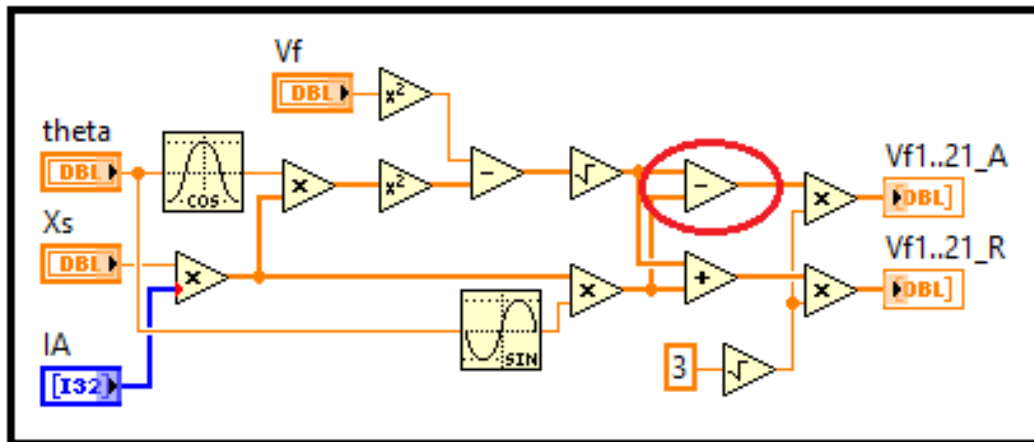 Vf
DBL
x²
theta
DBL
COS
×
x²
−
√
−
×
Vf1..21_A
[DBL]
Xs
DBL
×
×
+
×
Vf1..21_R
[DBL]
SIN
IA
[I32]
3
√